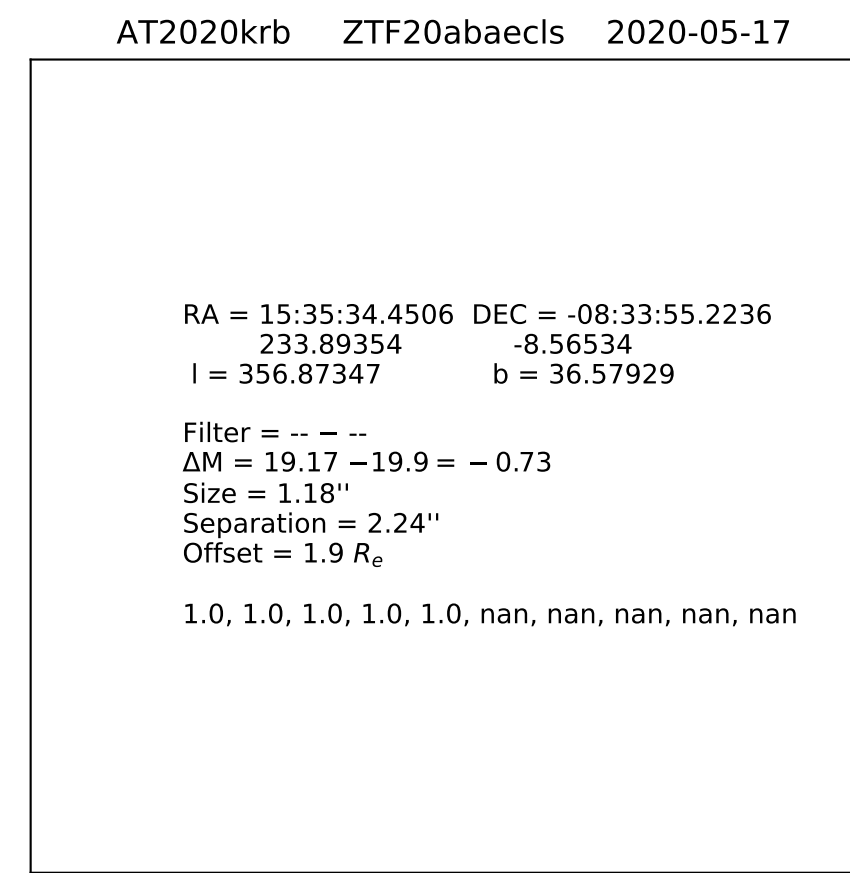 AT2020krb ZTF20abaecls 2020-05-17
RA = 15:35:34.4506 DEC = -08:33:55.2236
233.89354 -8.56534
l = 356.87347 b = 36.57929
Filter = -- − --
ΔM = 19.17 −19.9 = − 0.73
Size = 1.18''
Separation = 2.24''
Offset = 1.9 Rₑ
1.0, 1.0, 1.0, 1.0, 1.0, nan, nan, nan, nan, nan